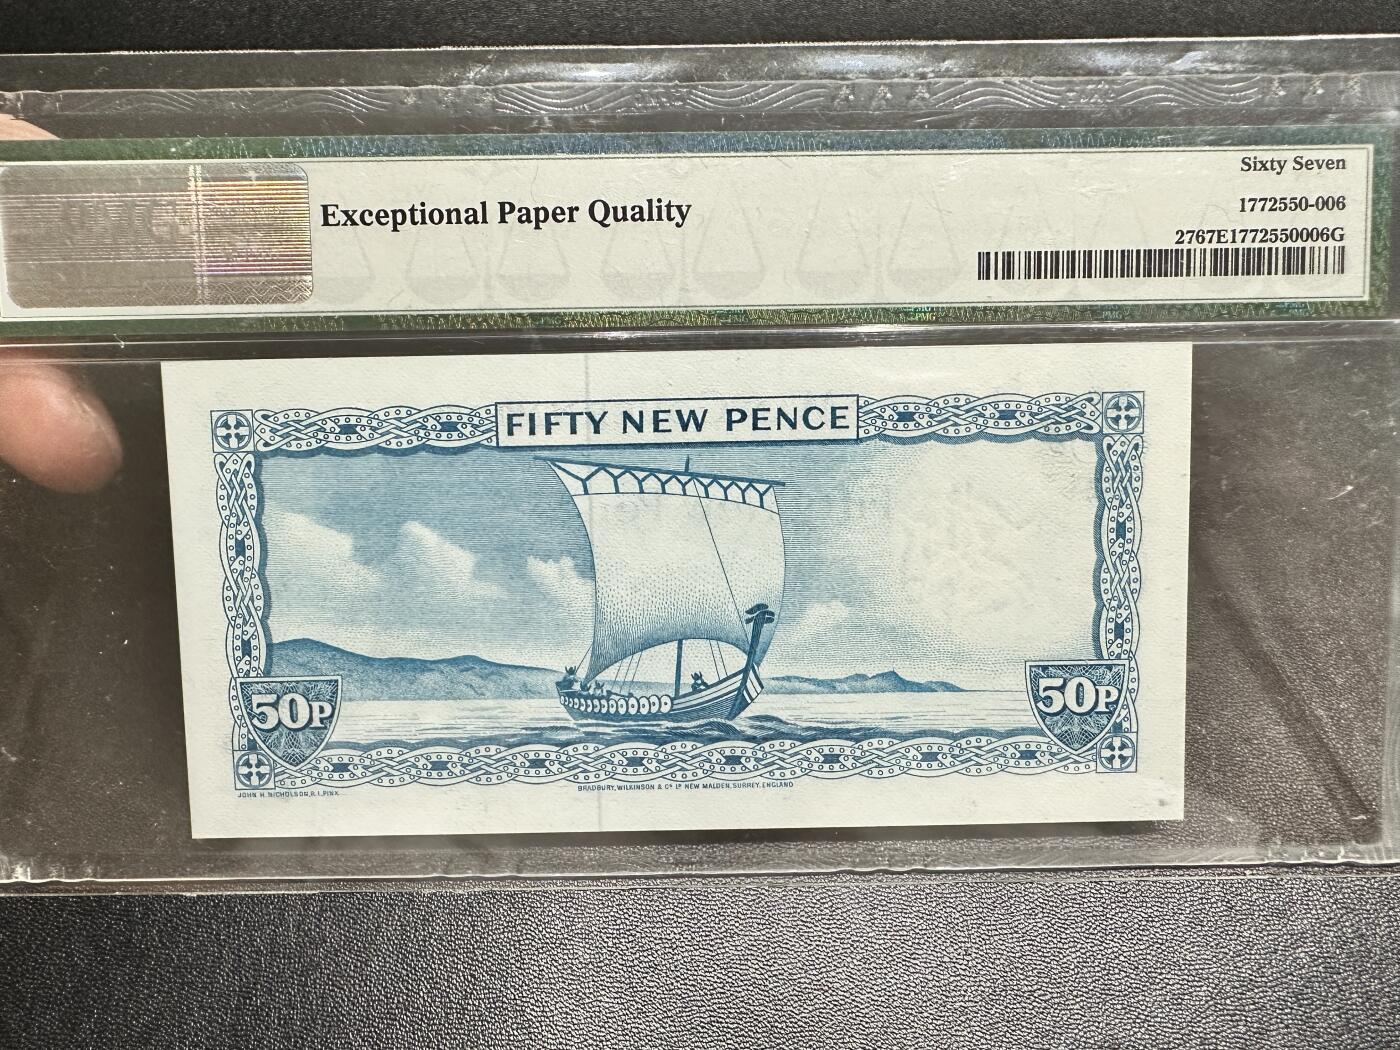 Sixty Seven
Exceptional Paper Quality
1772550-006
2767E1772550006G
PMG
FIFTY NEW PENCE
50P
50P
JOHN H. NICHOLSON, R.I. PINX.
BRADBURY, WILKINSON & Cº Lᴰ NEW MALDEN, SURREY, ENGLAND